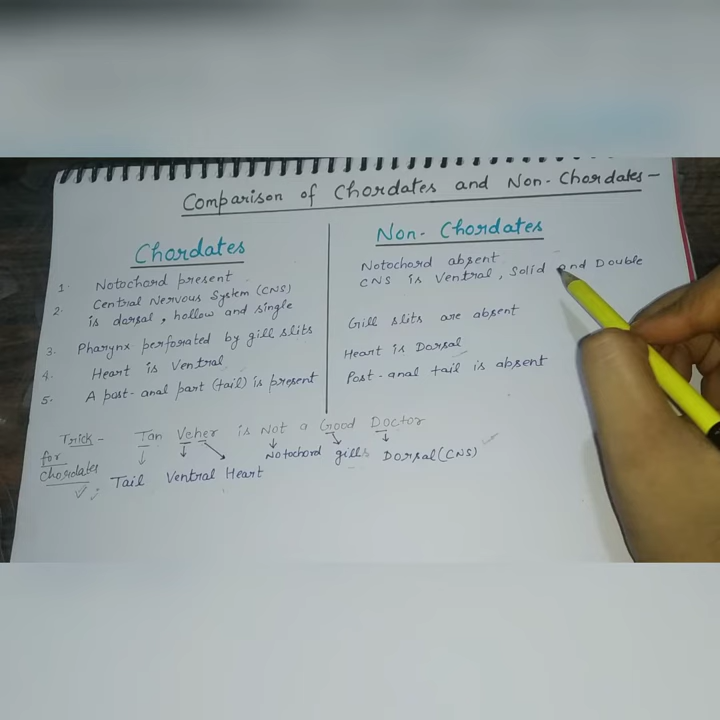 Comparison of Chordates and Non-Chordates -
Chordates
1. Notochord present
2. Central Nervous System (CNS)
is dorsal, hollow and single
3. Pharynx perforated by gill slits
4. Heart is Ventral
5. A post-anal part (tail) is present
Non-Chordates
Notochord absent
CNS is Ventral, Solid and Double
Gill slits are absent
Heart is Dorsal
Post-anal tail is absent
Trick - Tan Veher is Not a Good Doctor
for
Chordates
Notochord gills Dorsal (CNS)
Tail Ventral Heart